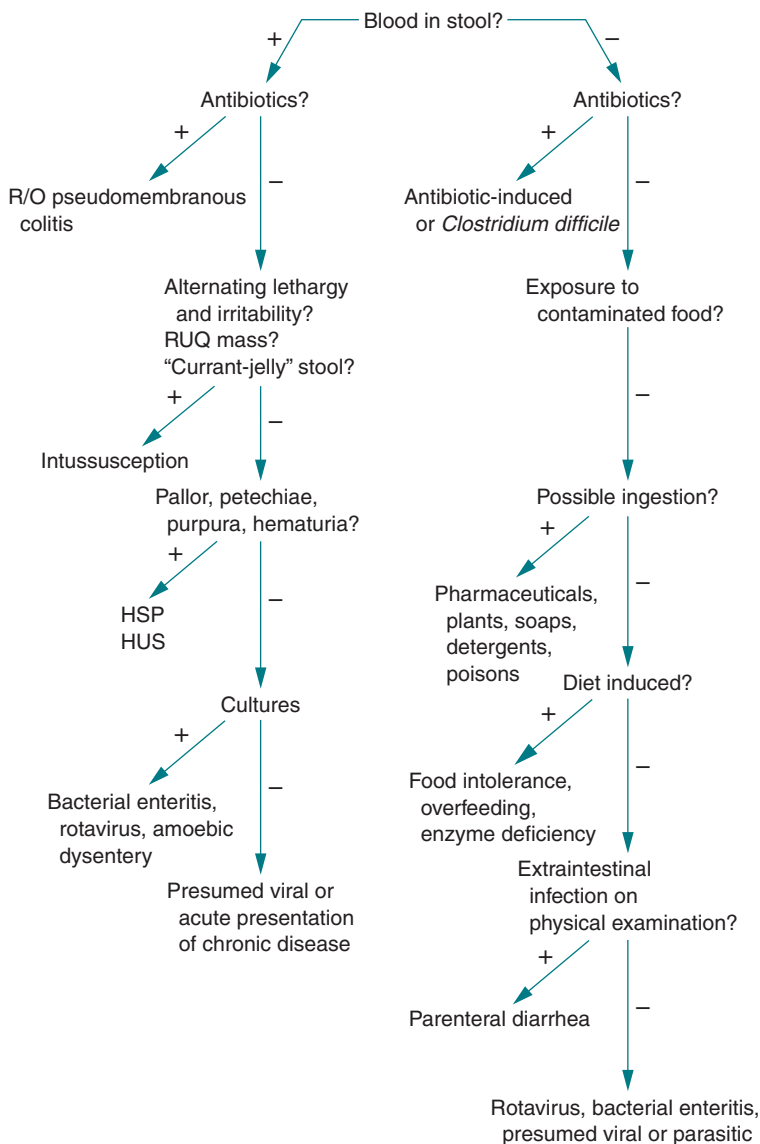 Blood in stool?
+
–
Antibiotics?
Antibiotics?
+
–
+
–
R/O pseudomembranous
colitis
Antibiotic-induced
or Clostridium difficile
Alternating lethargy
and irritability?
RUQ mass?
“Currant-jelly” stool?
Exposure to
contaminated food?
+
–
–
Intussusception
Pallor, petechiae,
purpura, hematuria?
Possible ingestion?
+
–
+
–
HSP
HUS
Pharmaceuticals,
plants, soaps,
detergents,
poisons
Cultures
Diet induced?
+
–
+
–
Bacterial enteritis,
rotavirus, amoebic
dysentery
Food intolerance,
overfeeding,
enzyme deficiency
Presumed viral or
acute presentation
of chronic disease
Extraintestinal
infection on
physical examination?
+
–
Parenteral diarrhea
Rotavirus, bacterial enteritis,
presumed viral or parasitic